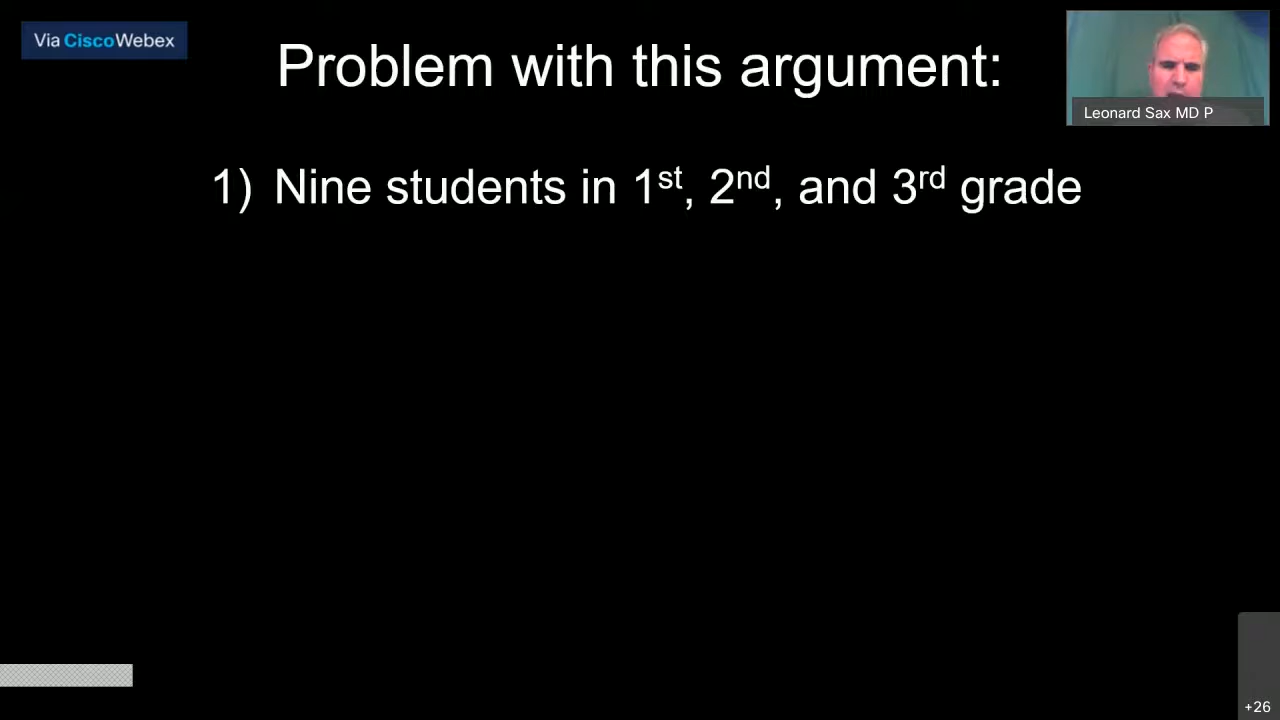 Via CiscoWebex
Problem with this argument:
Leonard Sax MD P
1) Nine students in 1st, 2nd, and 3rd grade
+26